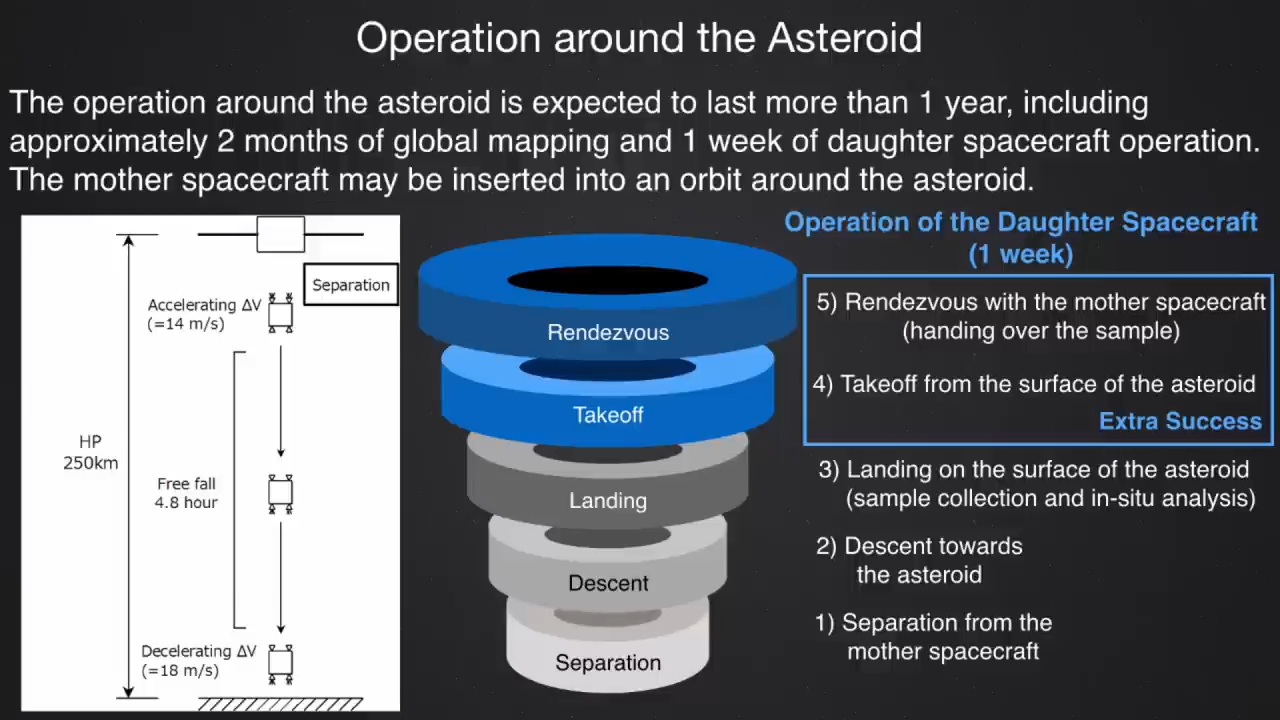 Operation around the Asteroid
The operation around the asteroid is expected to last more than 1 year, including
approximately 2 months of global mapping and 1 week of daughter spacecraft operation.
The mother spacecraft may be inserted into an orbit around the asteroid.
Separation
Accelerating ΔV
(=14 m/s)
HP
250km
Free fall
4.8 hour
Decelerating ΔV
(=18 m/s)
Rendezvous
Takeoff
Landing
Descent
Separation
Operation of the Daughter Spacecraft
(1 week)
5) Rendezvous with the mother spacecraft
(handing over the sample)
4) Takeoff from the surface of the asteroid
Extra Success
3) Landing on the surface of the asteroid
(sample collection and in-situ analysis)
2) Descent towards
the asteroid
1) Separation from the
mother spacecraft